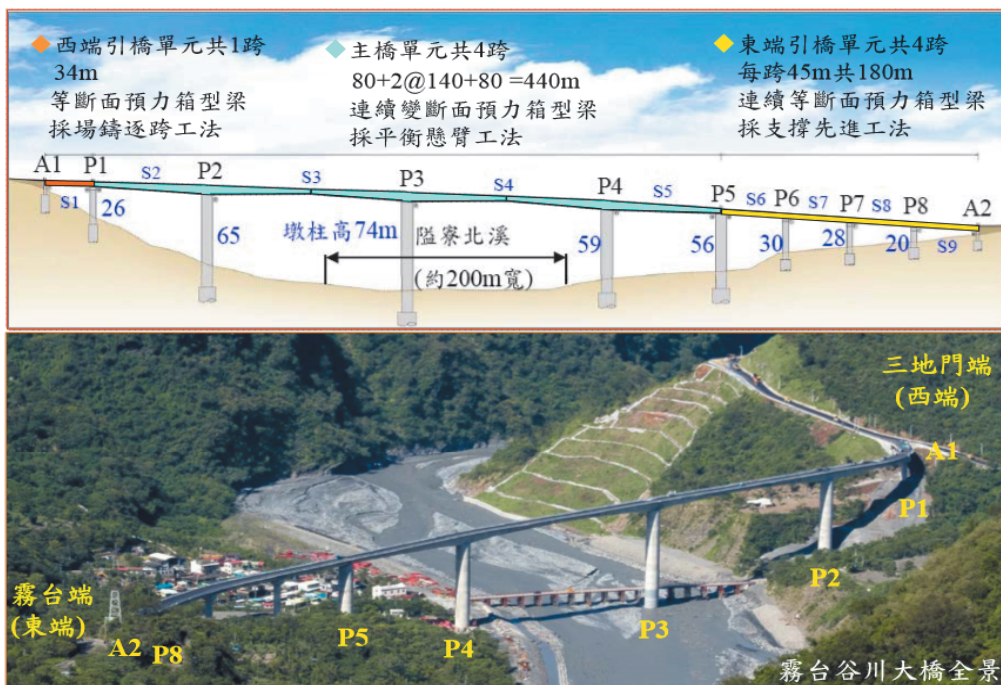 西端引橋單元共1跨
34m
等斷面預力箱型梁
採場鑄逐跨工法
主橋單元共4跨
80+2@140+80 =440m
連續變斷面預力箱型梁
採平衡懸臂工法
東端引橋單元共4跨
每跨45m共180m
連續等斷面預力箱型梁
採支撐先進工法
A1 P1 S2 P2 S3 P3 S4 P4 S5 P5 S6 P6 S7 P7 S8 P8 A2
S1 26 65 墩柱高74m 隘寮北溪 59 56 30 28 20 S9
(約200m寬)
三地門端
(西端)
A1
P1
P2
霧台端
(東端)
A2 P8 P5 P4 P3
霧台谷川大橋全景